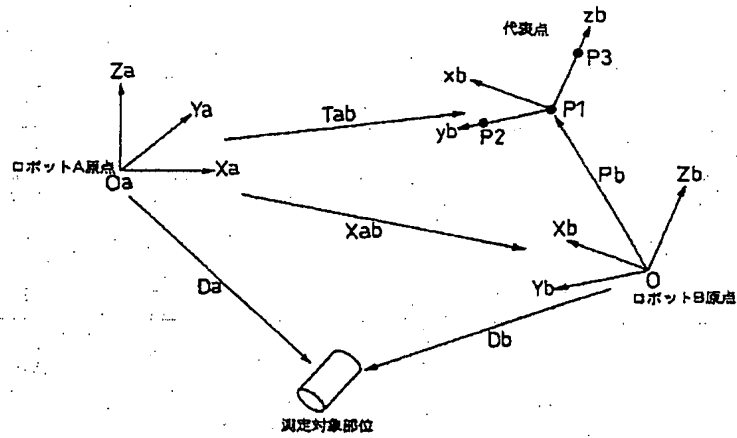 zb
代表点
P3
Za
xb
Ya
Tab
P1
yb
P2
ロボットA原点
Oa
Xa
Pb
Zb
Xab
Xb
Da
Yb
O
ロボットB原点
Db
測定対象部位